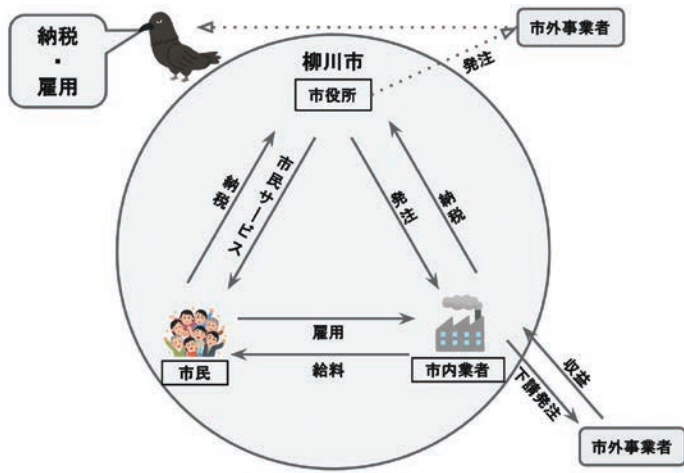 納税
・
雇用
市外事業者
発注
柳川市
市役所
納税
市民サービス
発注
納税
雇用
給料
市民
市内業者
収益
下請発注
市外事業者